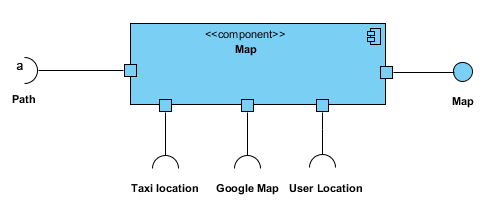 <<component>>
Map
a
Path
Map
Taxi location
Google Map
User Location